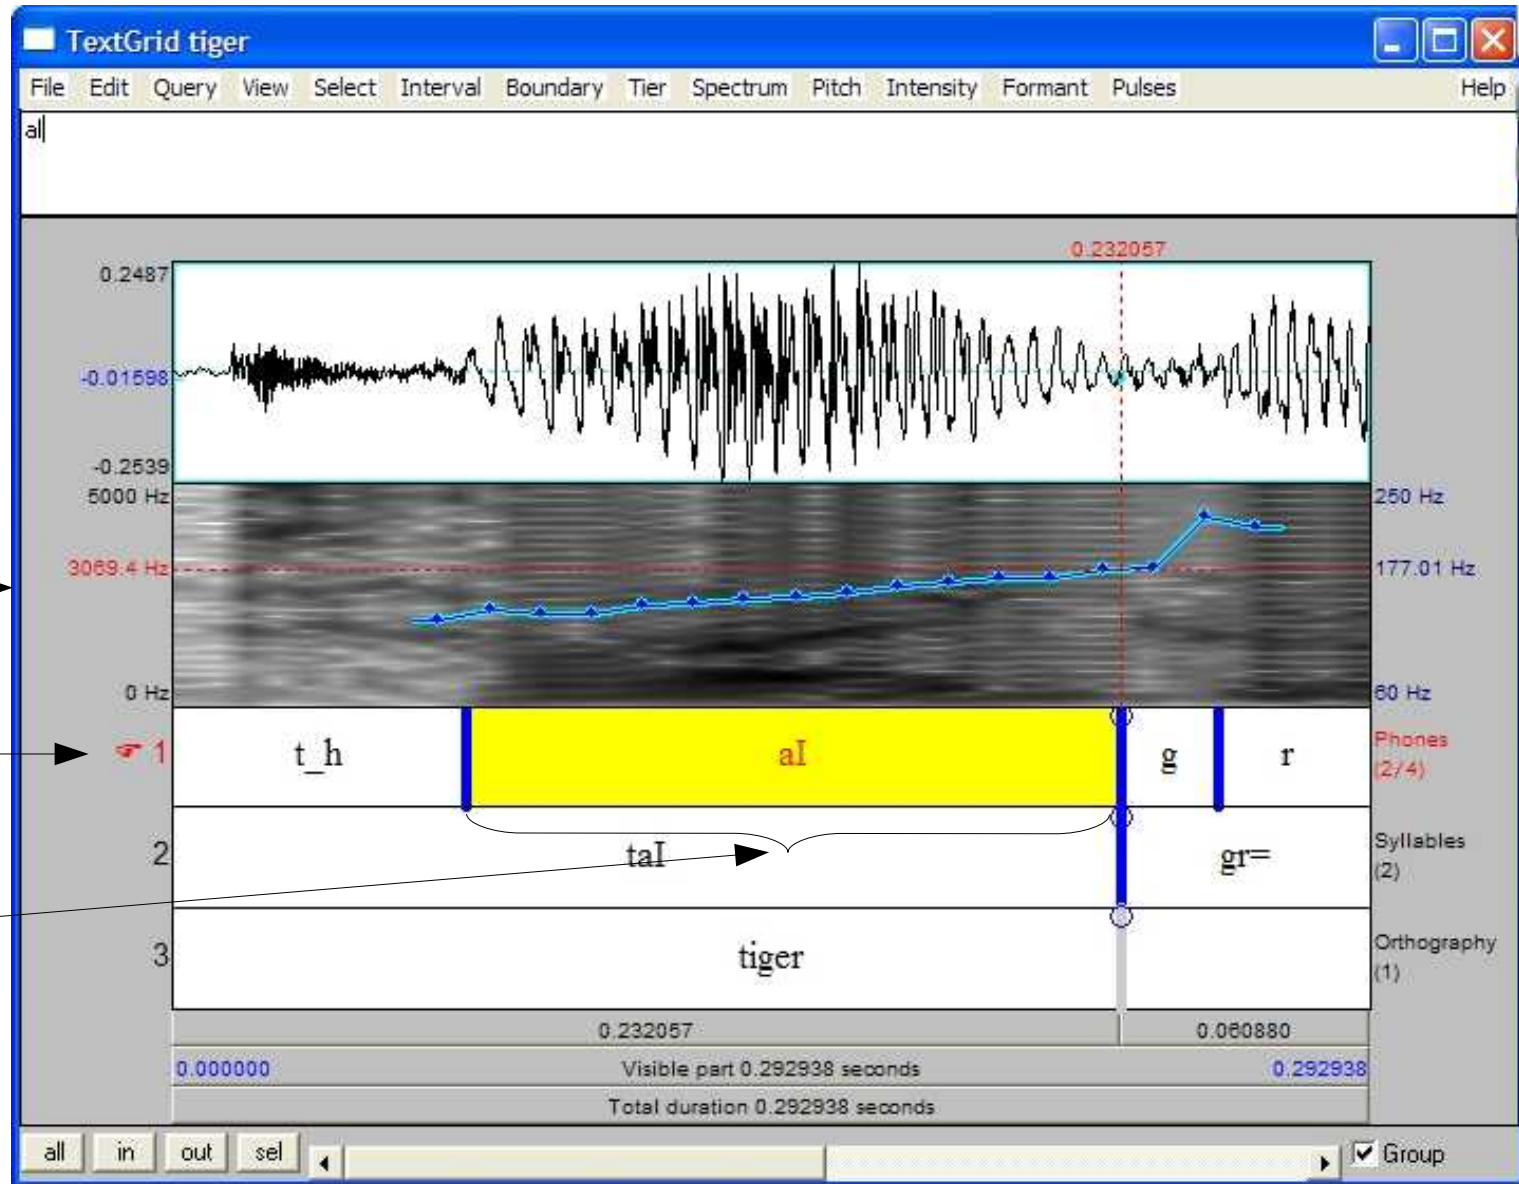 TextGrid tiger
File Edit Query View Select Interval Boundary Tier Spectrum Pitch Intensity Formant Pulses Help
aI
0.232057
0.2487
-0.01598
-0.2539
5000 Hz 250 Hz
3069.4 Hz 177.01 Hz
0 Hz 60 Hz
1 t_h aI g r Phones
(2/4)
2 taI gr= Syllables
(2)
3 tiger Orthography
(1)
0.232057 0.060880
0.000000 Visible part 0.292938 seconds 0.292938
Total duration 0.292938 seconds
all in out sel Group